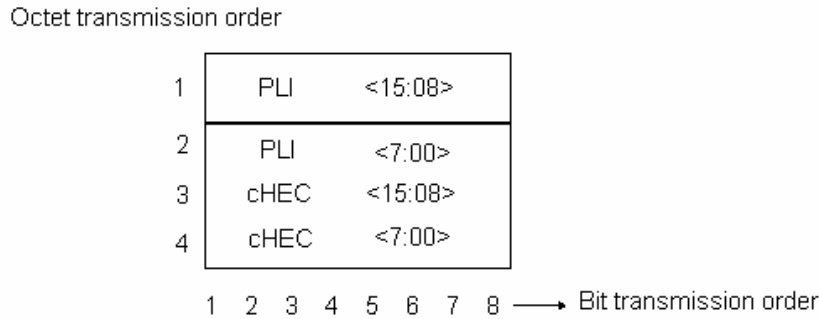 Octet transmission order
1 PLI <15:08>
2 PLI <7:00>
3 cHEC <15:08>
4 cHEC <7:00>
1 2 3 4 5 6 7 8 Bit transmission order